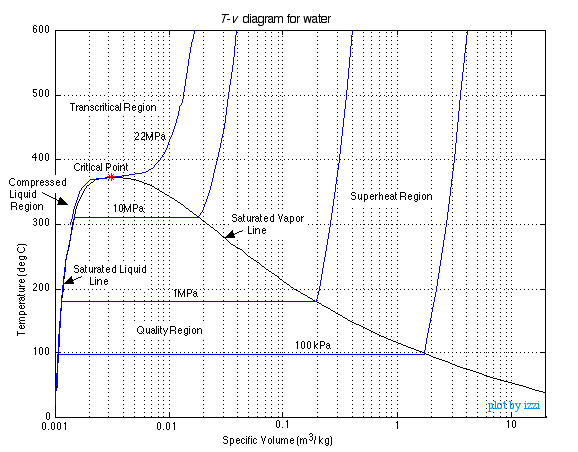 T-v diagram for water
600
500
400
300
200
100
0
Temperature (deg C)
Transcritical Region
22MPa
Critical Point
Compressed
Liquid
Region
10MPa
Saturated Vapor
Line
Superheat Region
Saturated Liquid
Line
1MPa
Quality Region
100kPa
plot by izzi
0.001
0.01
0.1
1
10
Specific Volume (m3/kg)